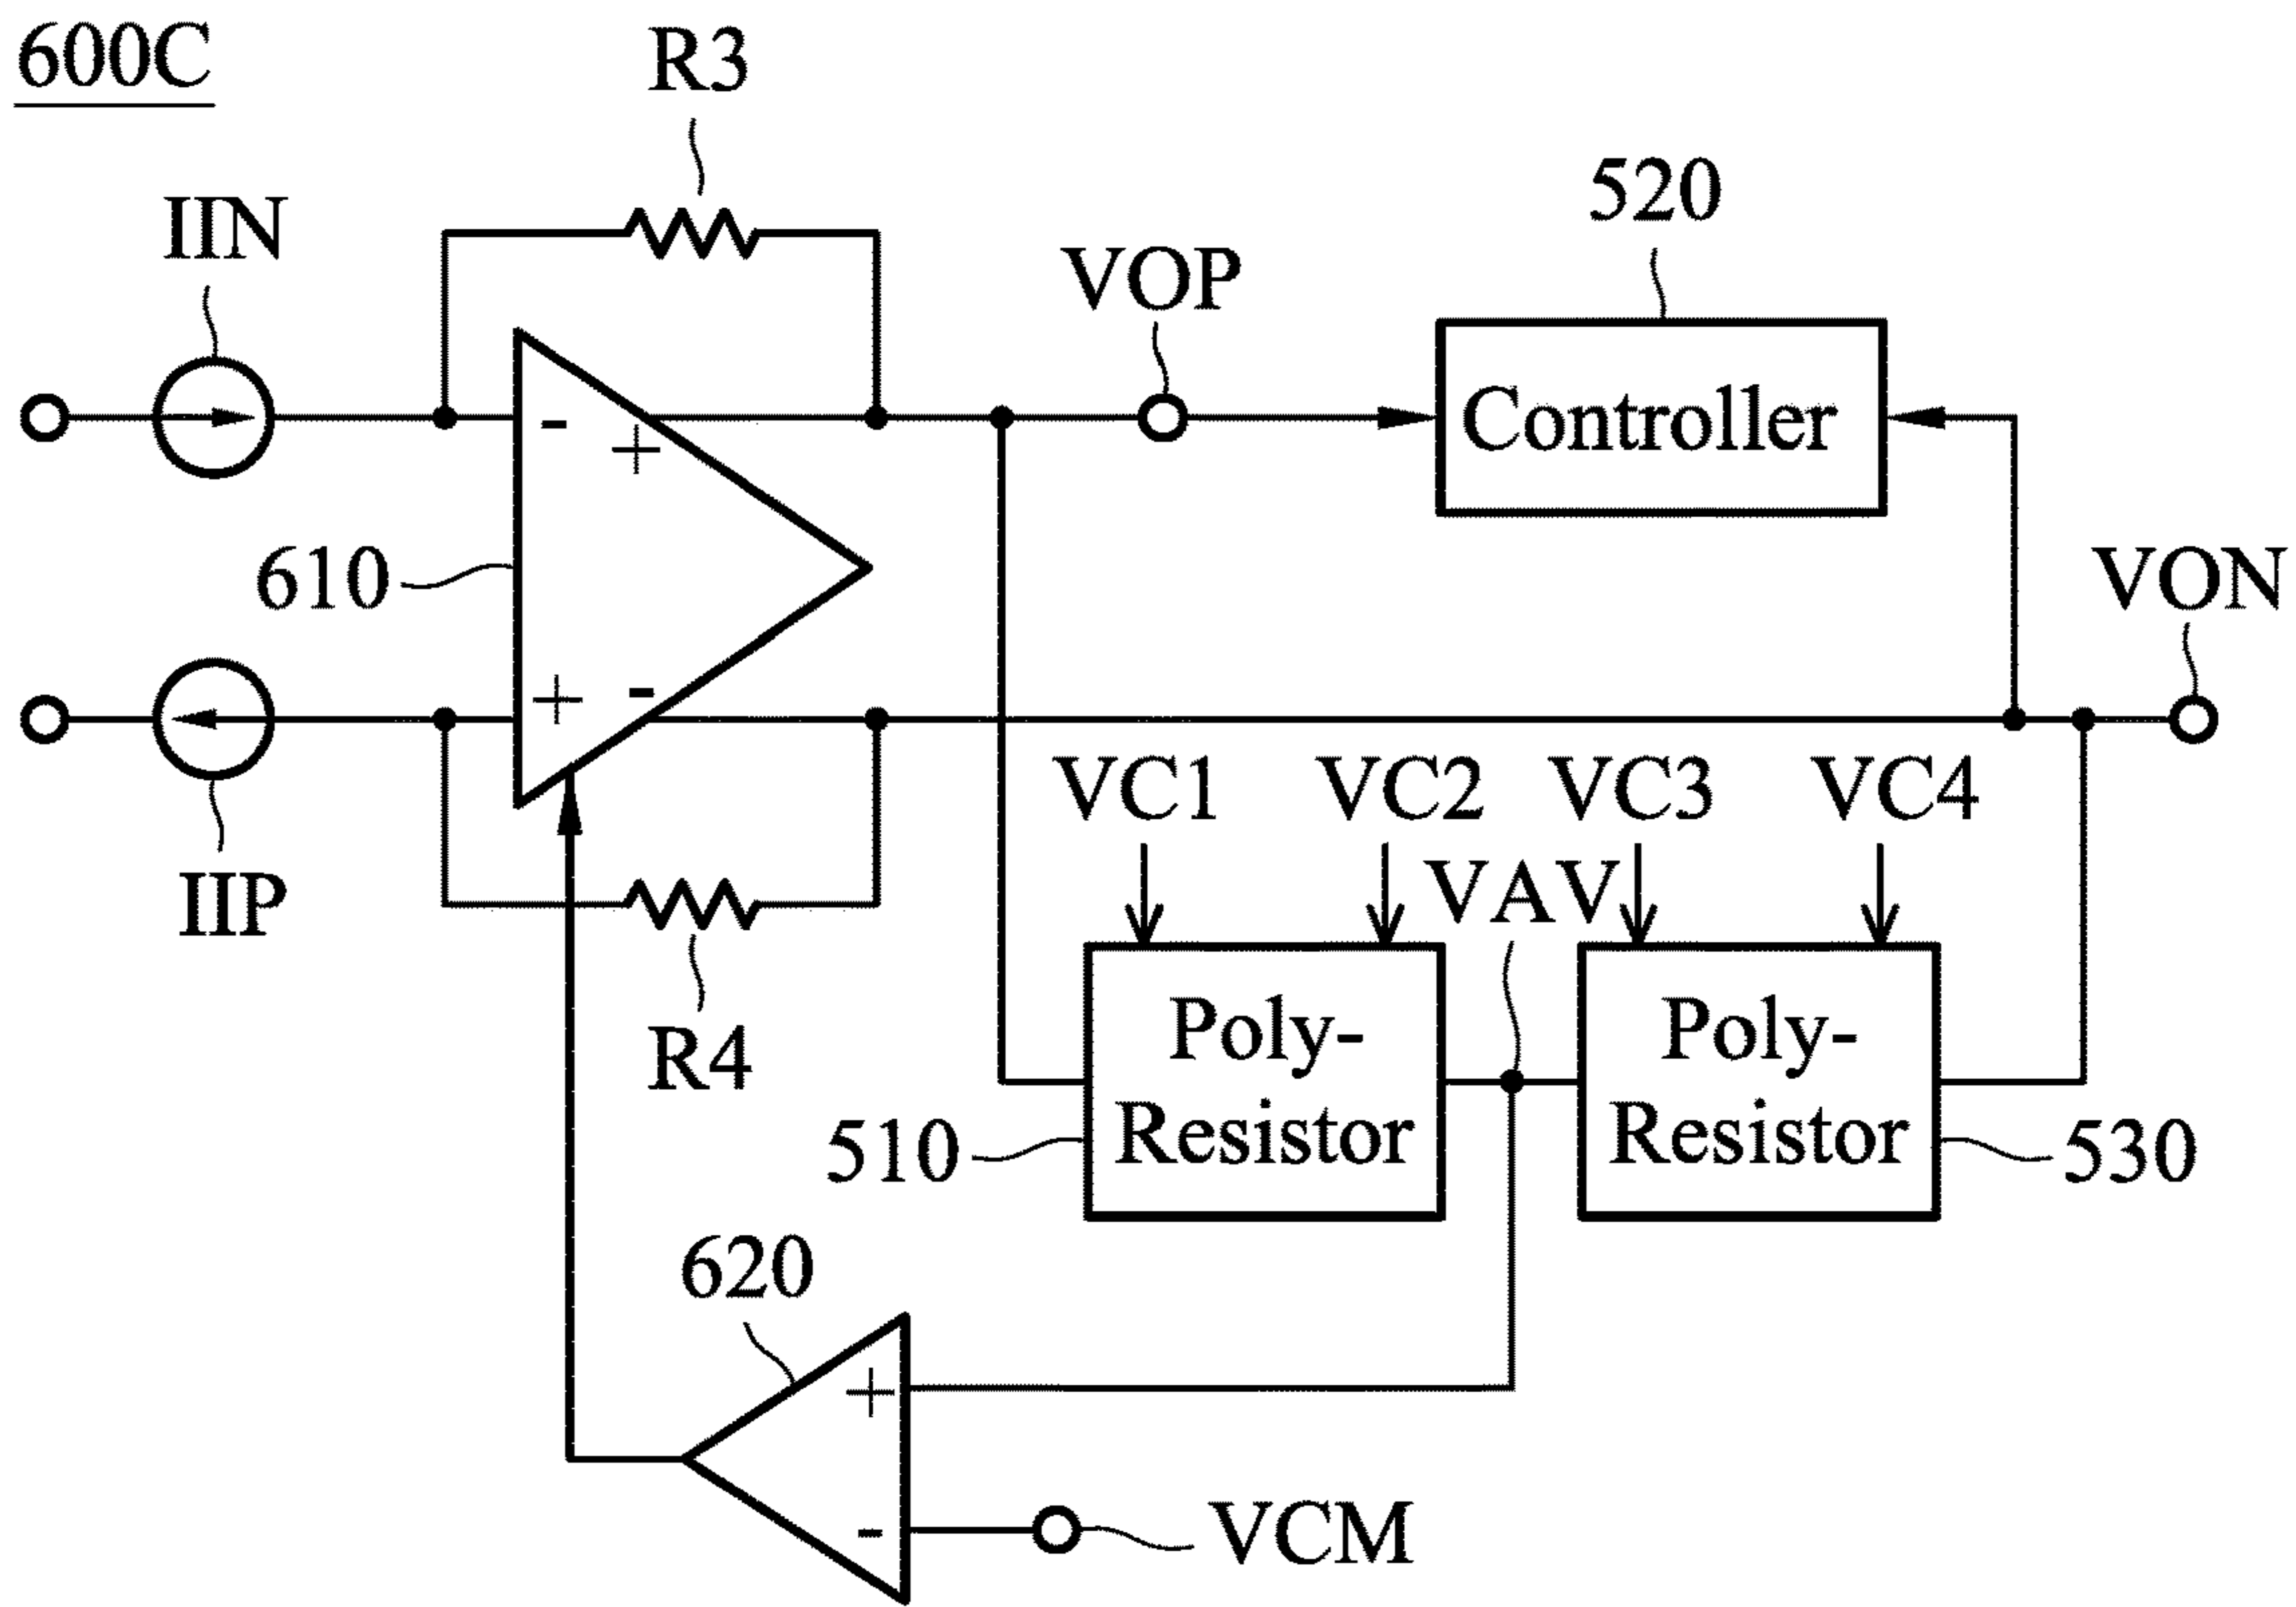 600C
R3
IIN
520
VOP
-
+
Controller
610
VON
+
-
VC1
VC2
VC3
VC4
VAV
IIP
R4
Poly-
Resistor
Poly-
Resistor
510
530
620
+
-
VCM